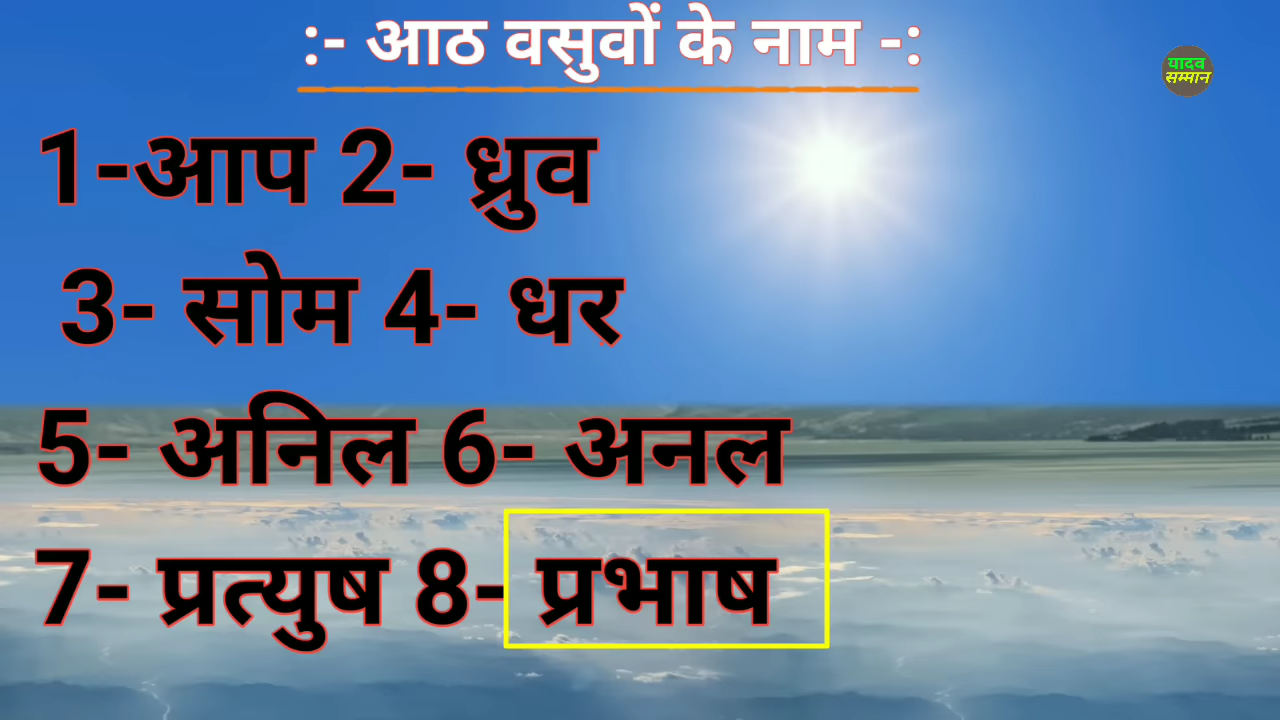 :- आठ वसुवों के नाम -:
यादव
सम्मान
1-आप 2- ध्रुव
3- सोम 4- धर
5- अनिल 6- अनल
7- प्रत्युष 8- प्रभाष